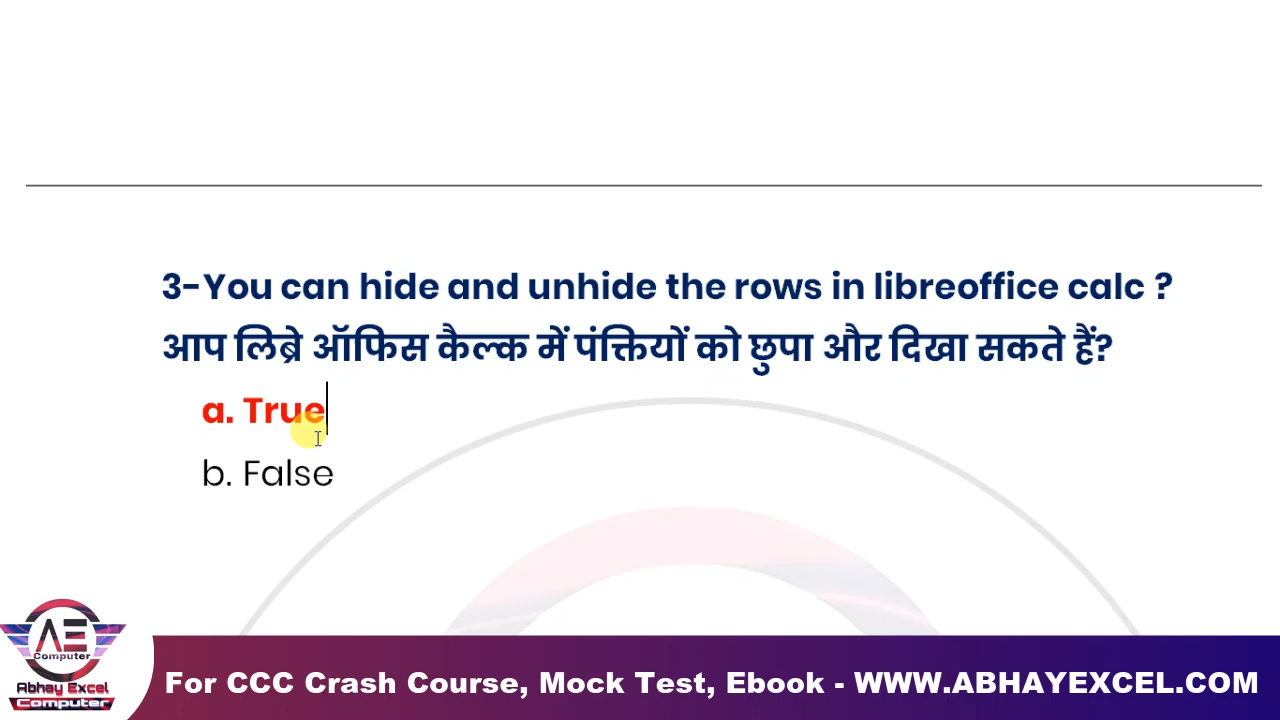 3-You can hide and unhide the rows in libreoffice calc ?
आप लिब्रे ऑफिस कैल्क में पंक्तियों को छुपा और दिखा सकते हैं?
a. True
b. False
AE
Computer
Abhay Excel
Computer
For CCC Crash Course, Mock Test, Ebook - WWW.ABHAYEXCEL.COM